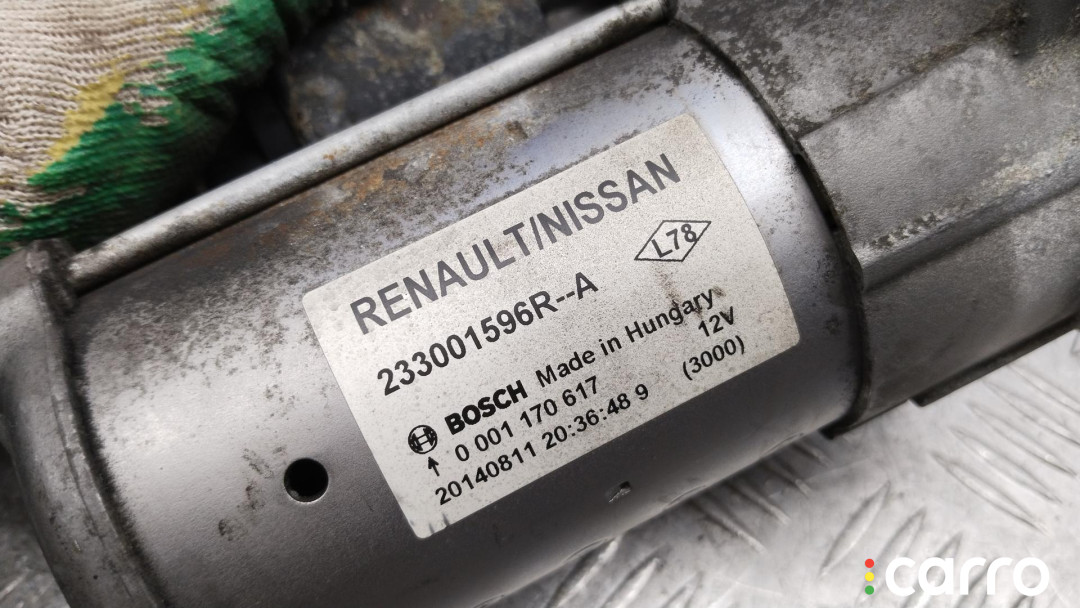 RENAULT/NISSAN
233001596R--A
L78
BOSCH Made in Hungary
0 001 170 617 12V
20140811 20:36:48 9 (3000)
carro